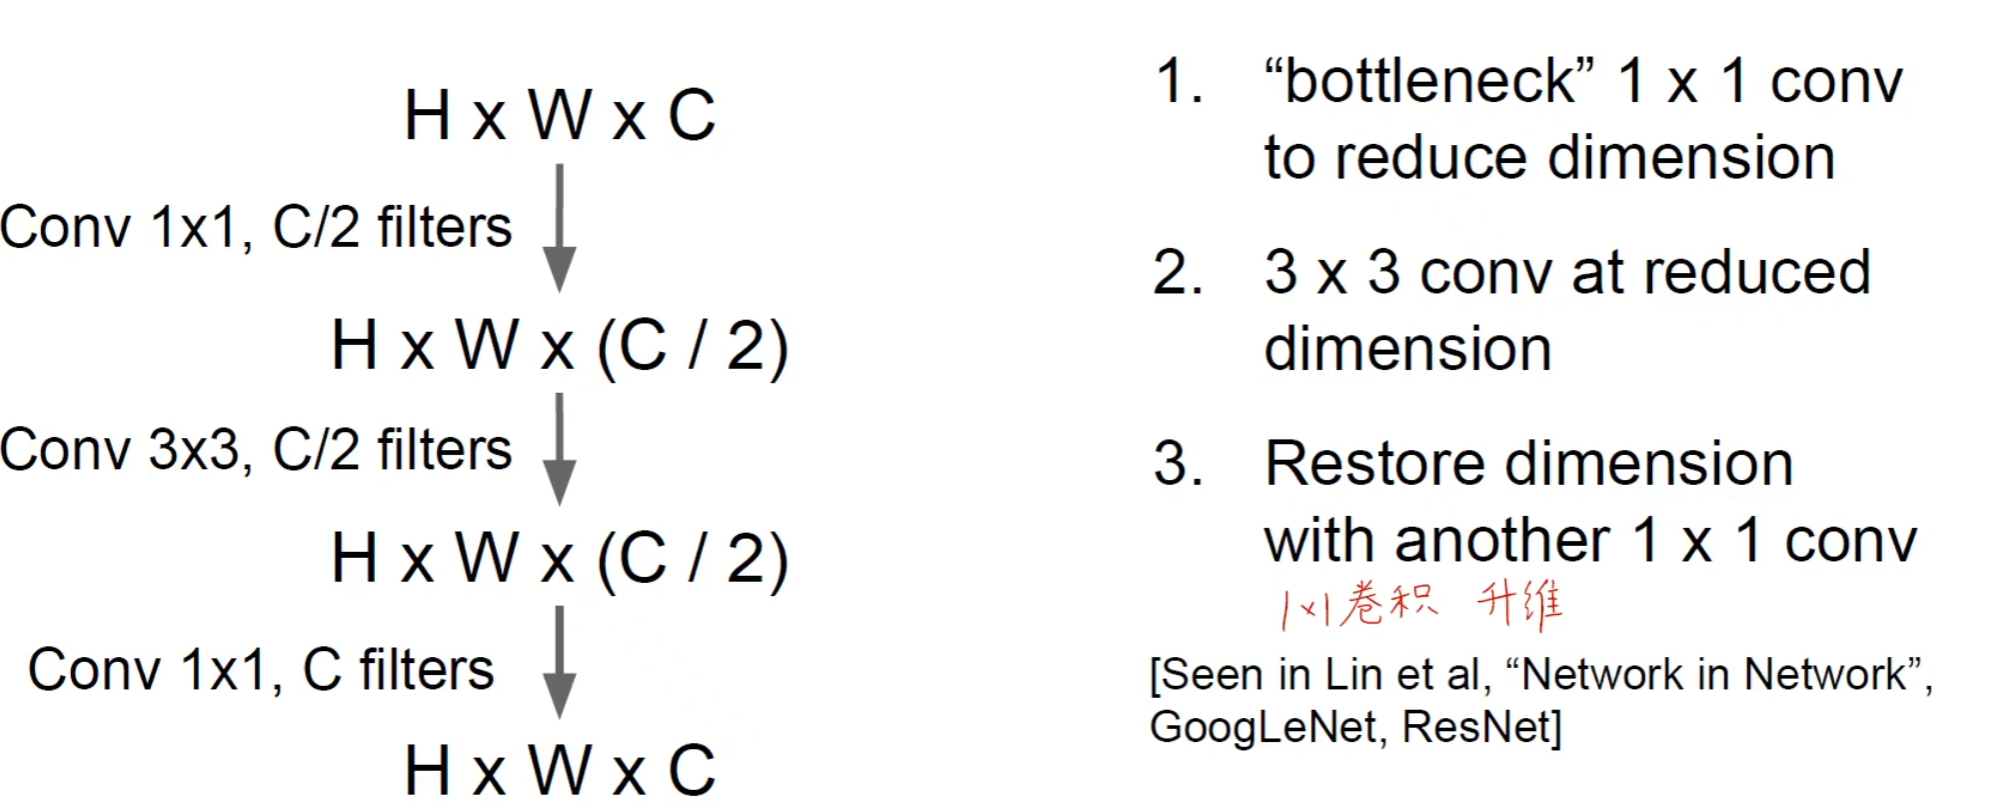 H x W x C
Conv 1x1, C/2 filters
H x W x (C / 2)
Conv 3x3, C/2 filters
H x W x (C / 2)
Conv 1x1, C filters
H x W x C
1. “bottleneck” 1 x 1 conv
to reduce dimension
2. 3 x 3 conv at reduced
dimension
3. Restore dimension
with another 1 x 1 conv
1x1卷积 升维
[Seen in Lin et al, “Network in Network”,
GoogLeNet, ResNet]